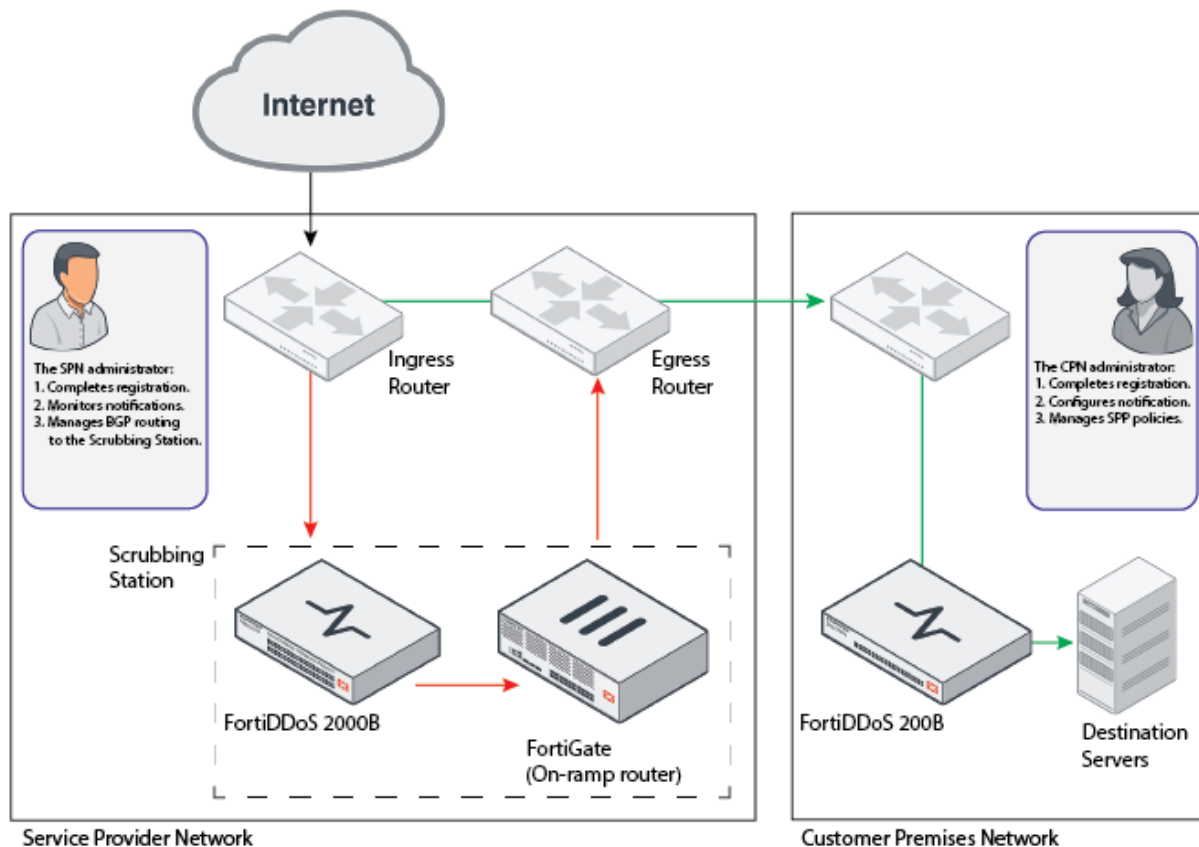 Internet
The SPN administrator:
1. Completes registration.
2. Monitors notifications.
3. Manages BGP routing
to the Scrubbing Station.
Ingress
Router
Egress
Router
The CPN administrator:
1. Completes registration.
2. Configures notification.
3. Manages SPP policies.
Scrubbing
Station
FortiDDoS 2000B
FortiGate
(On-ramp router)
FortiDDoS 200B
Destination
Servers
Service Provider Network
Customer Premises Network